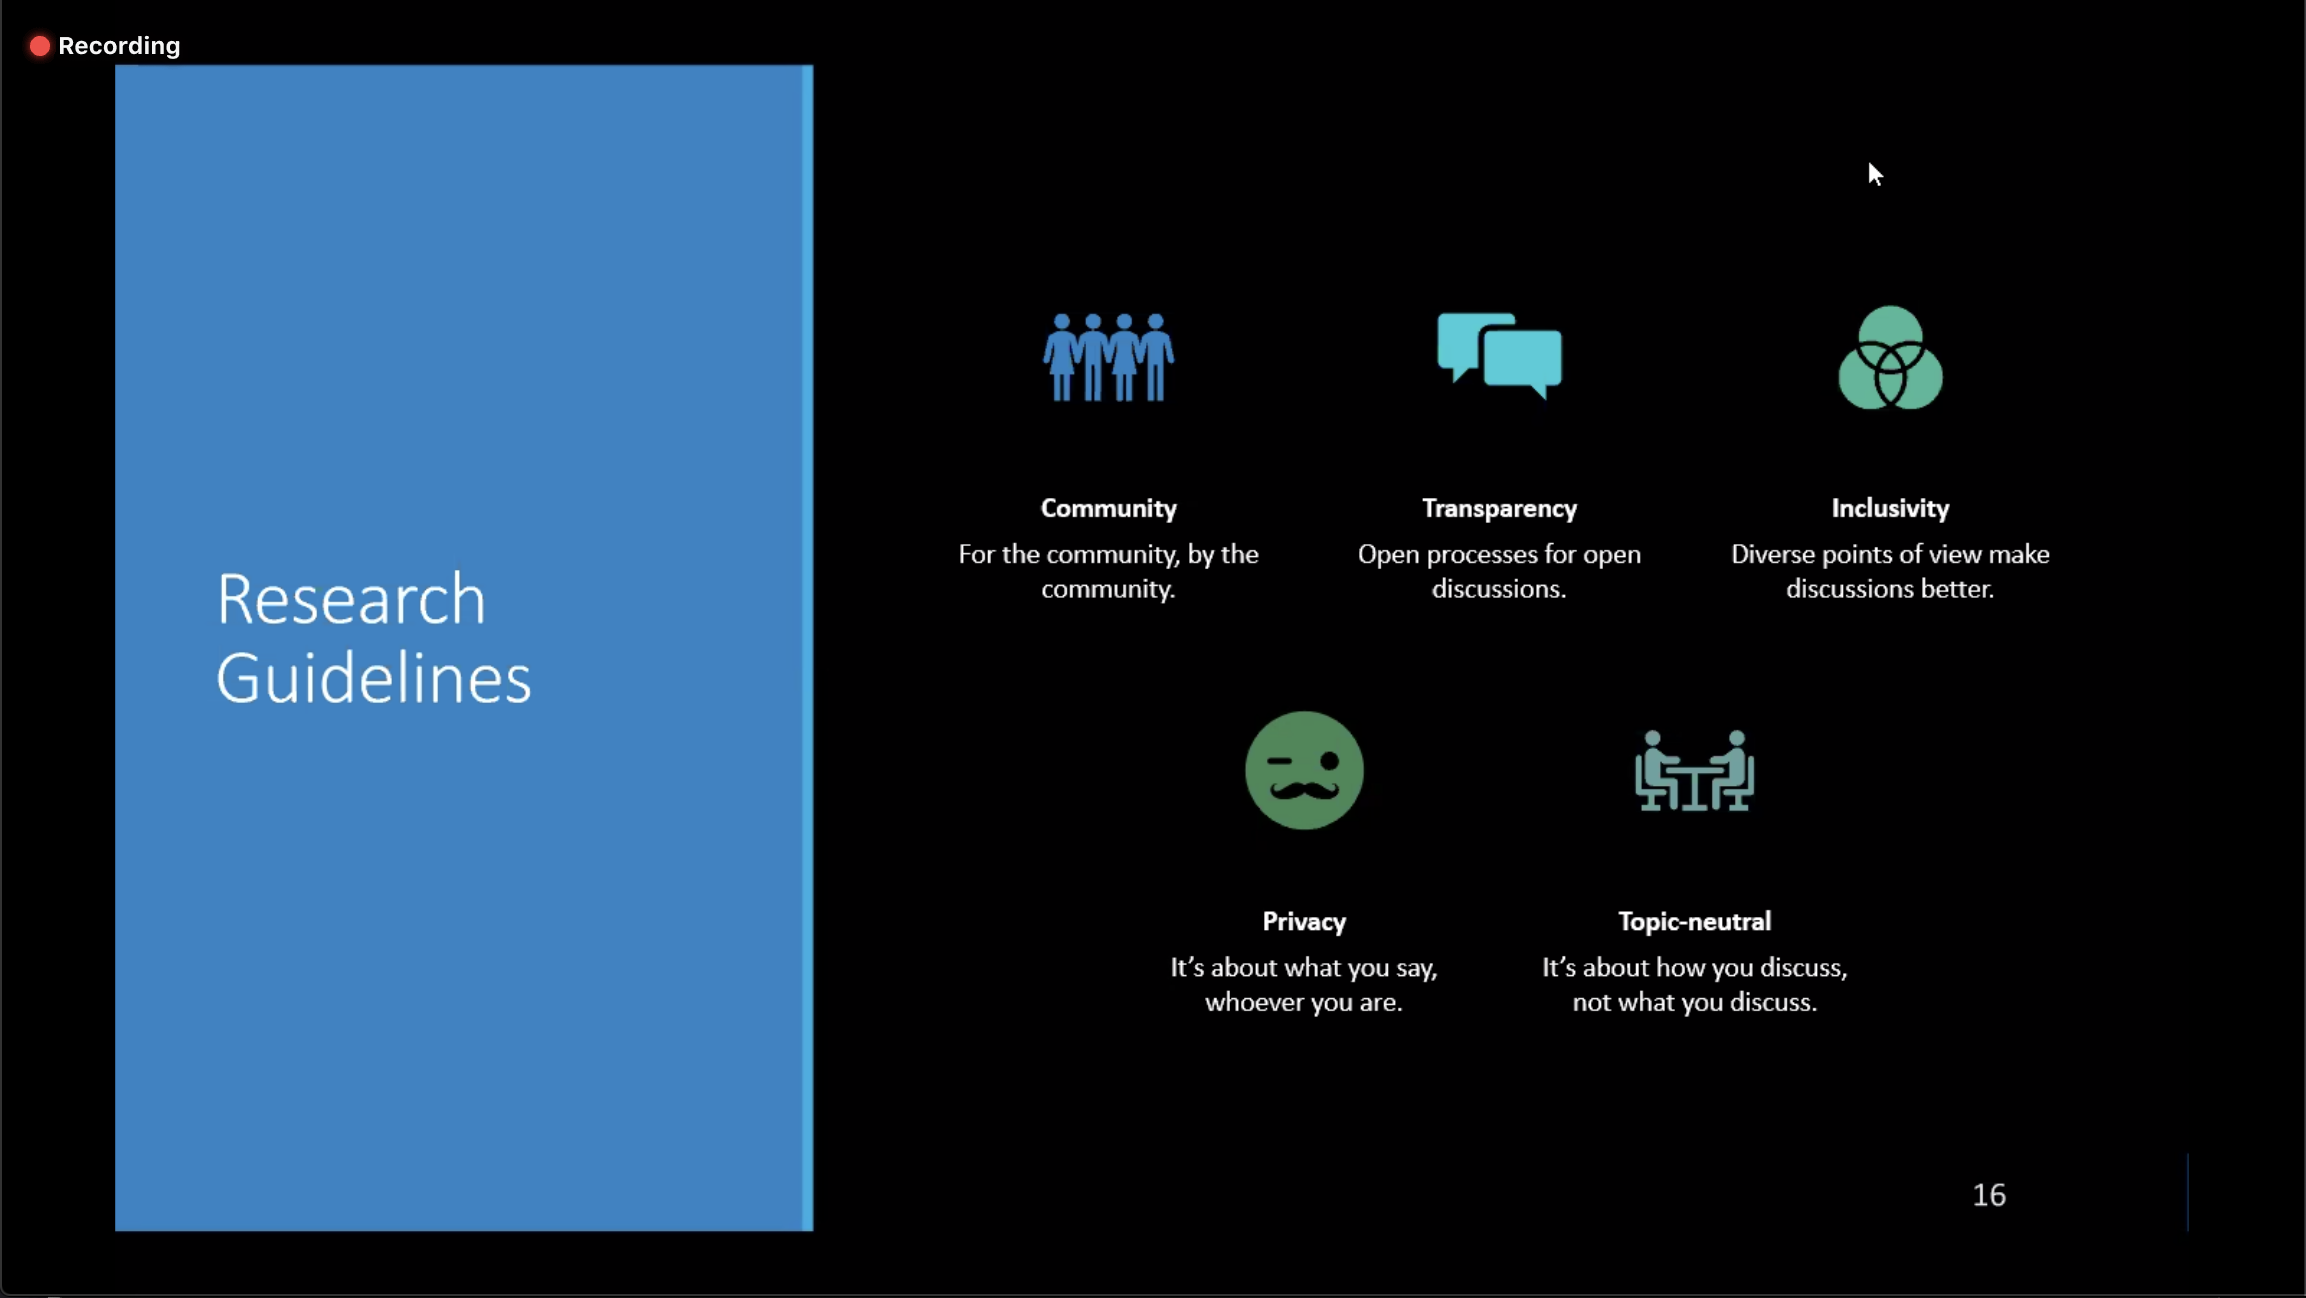 Recording
Research
Guidelines
Community
For the community, by the
community.
Transparency
Open processes for open
discussions.
Inclusivity
Diverse points of view make
discussions better.
Privacy
It’s about what you say,
whoever you are.
Topic-neutral
It’s about how you discuss,
not what you discuss.
16